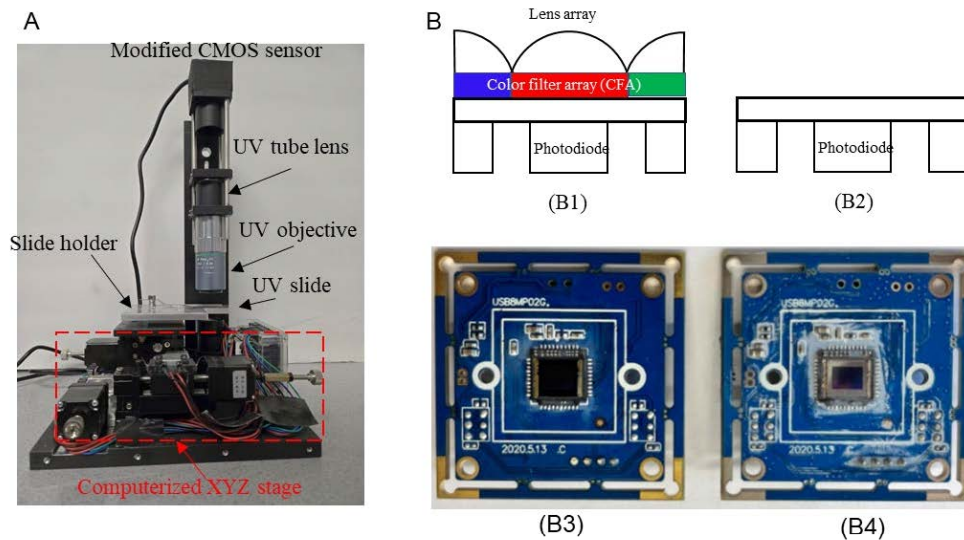 A
Modified CMOS sensor
UV tube lens
UV objective
Slide holder
UV slide
Computerized XYZ stage
B
Lens array
Color filter array (CFA)
Photodiode
(B1)
Photodiode
(B2)
USB8MP02G,
2020.5.13 .C
(B3)
USB8MP02G,
2020.5.13
(B4)